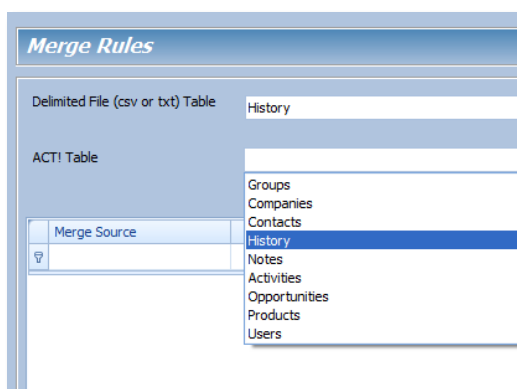 Merge Rules
Delimited File (csv or txt) Table
History
ACT! Table
Groups
Companies
Contacts
History
Notes
Activities
Opportunities
Products
Users
Merge Source